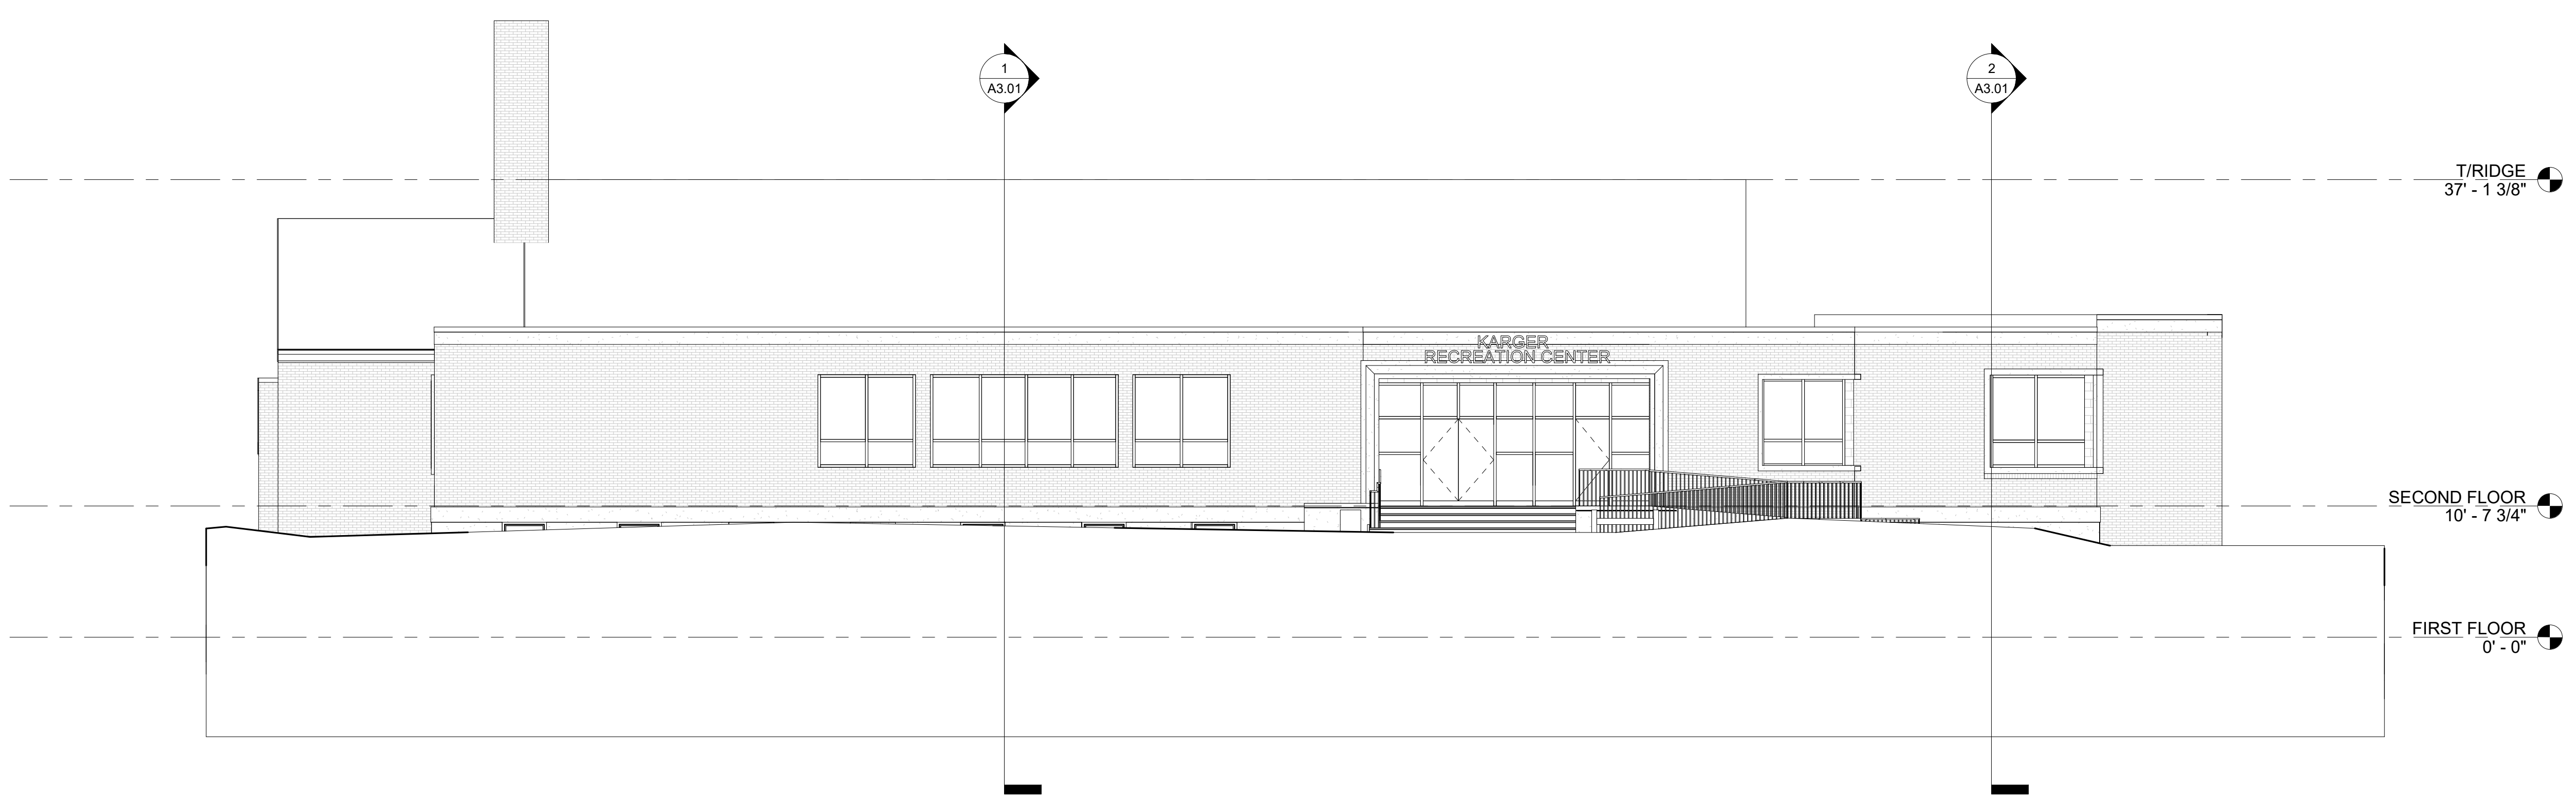 1
A3.01
2
A3.01
T/RIDGE
37' - 1 3/8"
KARGER
RECREATION CENTER
SECOND FLOOR
10' - 7 3/4"
FIRST FLOOR
0' - 0"